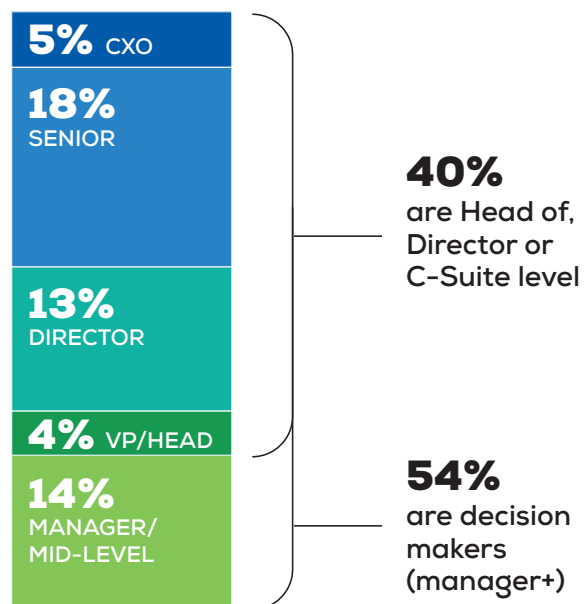 5% CXO
18%
SENIOR
13%
DIRECTOR
4% VP/HEAD
14%
MANAGER/
MID-LEVEL
40%
are Head of,
Director or
C-Suite level
54%
are decision
makers
(manager+)